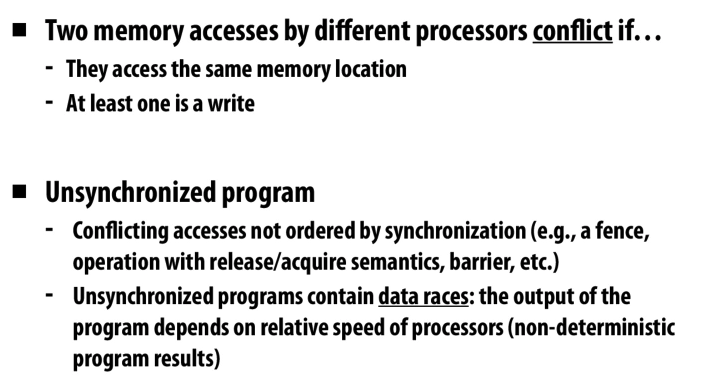 ■ Two memory accesses by different processors conflict if…
- They access the same memory location
- At least one is a write
■ Unsynchronized program
- Conflicting accesses not ordered by synchronization (e.g., a fence,
operation with release/acquire semantics, barrier, etc.)
- Unsynchronized programs contain data races: the output of the
program depends on relative speed of processors (non-deterministic
program results)